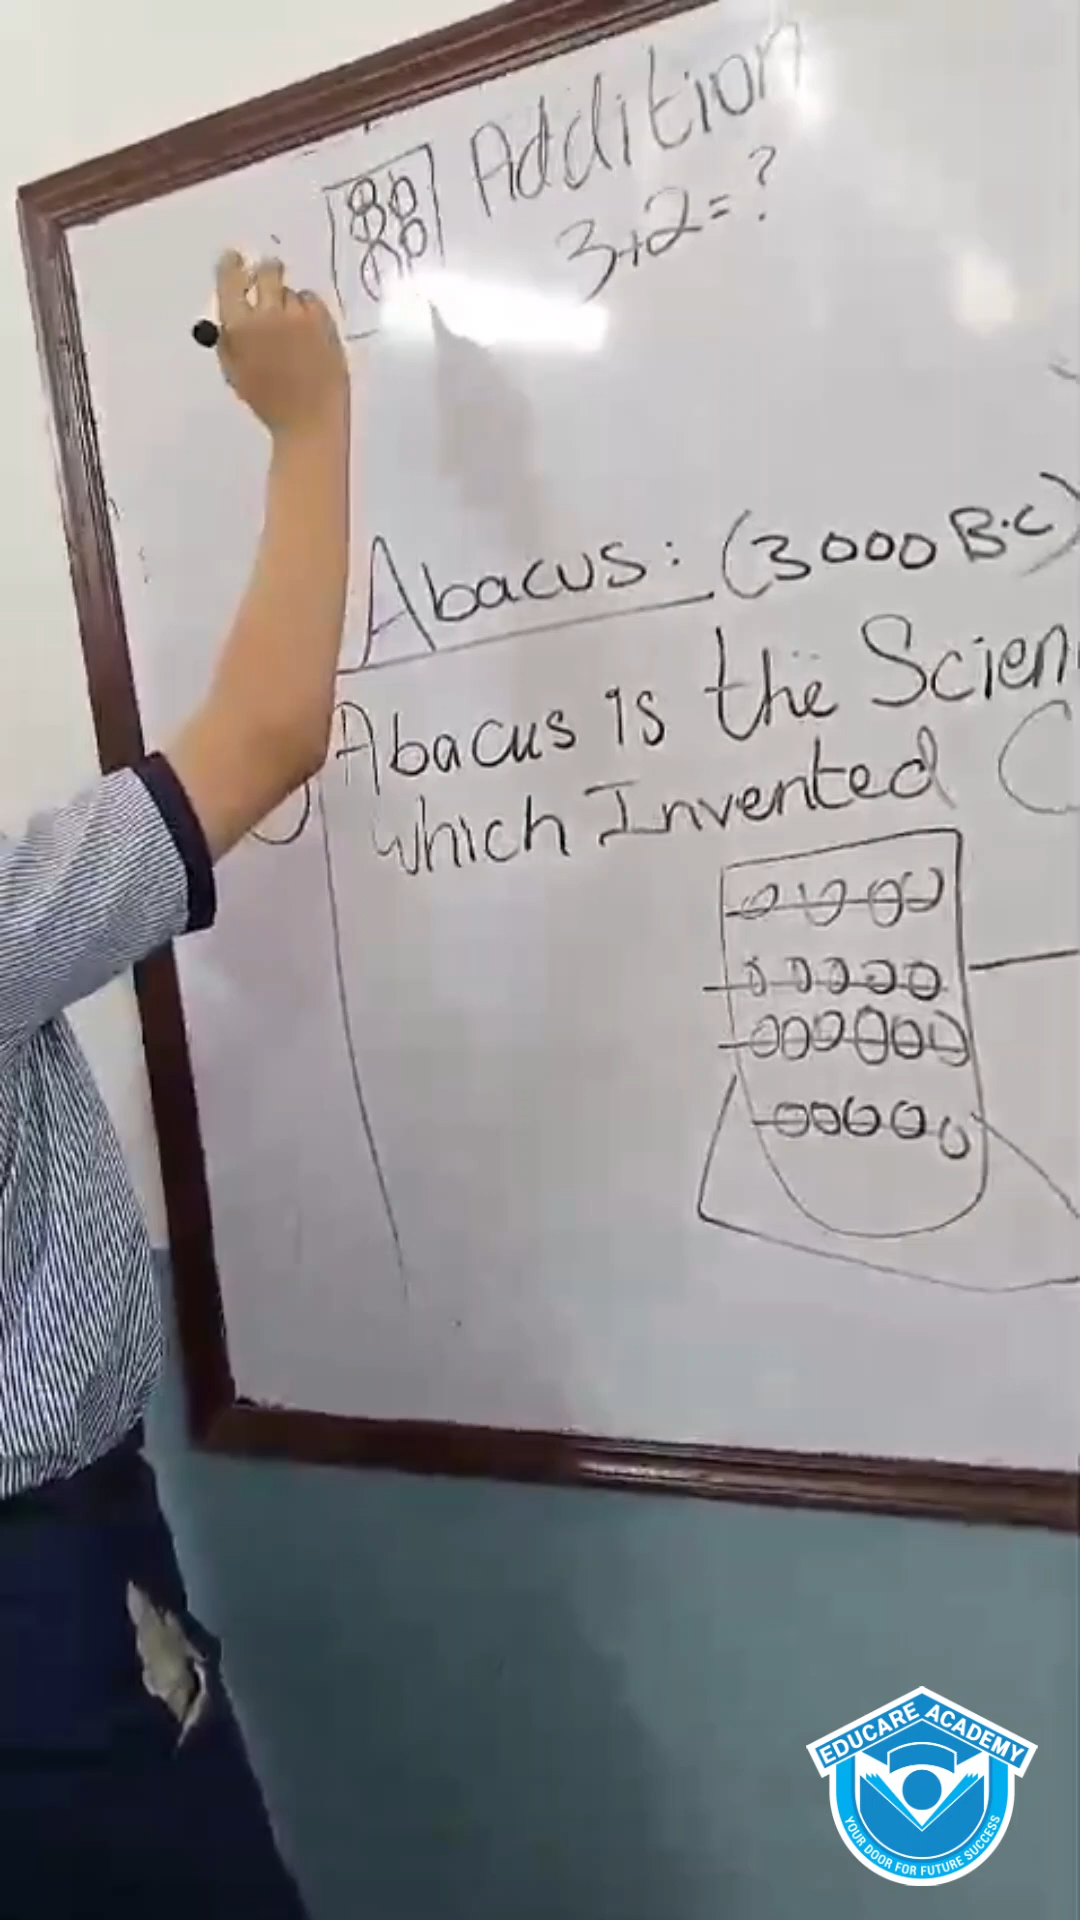 Addition
3+2=?
Abacus: (3000 B.C)
Abacus is the Scien
which Invented C
EDUCARE ACADEMY
YOUR DOOR FOR FUTURE SUCCESS